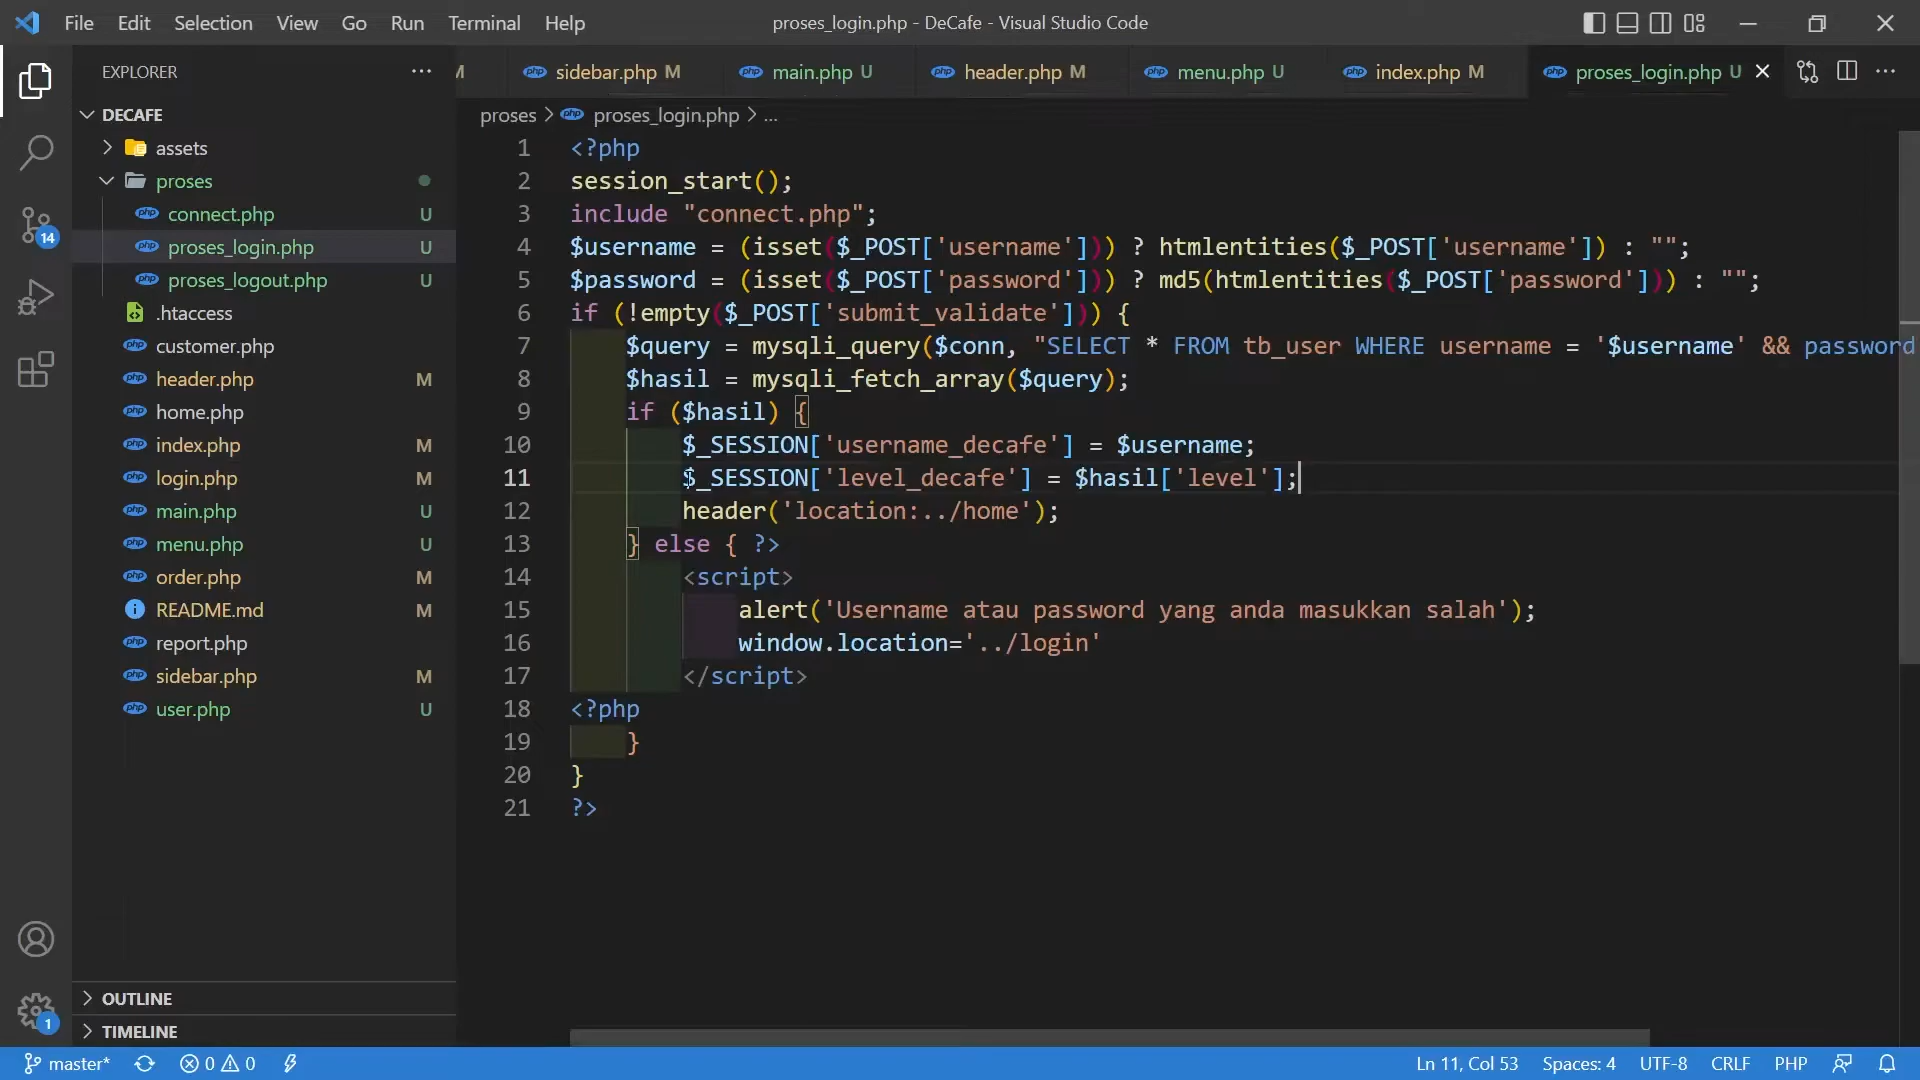 File Edit Selection View Go Run Terminal Help
proses_login.php - DeCafe - Visual Studio Code
EXPLORER
M
sidebar.php M
main.php U
header.php M
menu.php U
index.php M
proses_login.php U
DECAFE
assets
proses
connect.php U
proses_login.php U
proses_logout.php U
.htaccess
customer.php
header.php M
home.php
index.php M
login.php M
main.php U
menu.php U
order.php M
README.md M
report.php
sidebar.php M
user.php U
OUTLINE
TIMELINE
14
1
proses > proses_login.php > ...
1 <?php
2 session_start();
3 include "connect.php";
4 $username = (isset($_POST['username'])) ? htmlentities($_POST['username']) : "";
5 $password = (isset($_POST['password'])) ? md5(htmlentities($_POST['password'])) : "";
6 if (!empty($_POST['submit_validate'])) {
7 $query = mysqli_query($conn, "SELECT * FROM tb_user WHERE username = '$username' && password
8 $hasil = mysqli_fetch_array($query);
9 if ($hasil) {
10 $_SESSION['username_decafe'] = $username;
11 $_SESSION['level_decafe'] = $hasil['level'];
12 header('location:../home');
13 } else { ?>
14 <script>
15 alert('Username atau password yang anda masukkan salah');
16 window.location='../login'
17 </script>
18 <?php
19 }
20 }
21 ?>
master* 0 0
Ln 11, Col 53 Spaces: 4 UTF-8 CRLF PHP